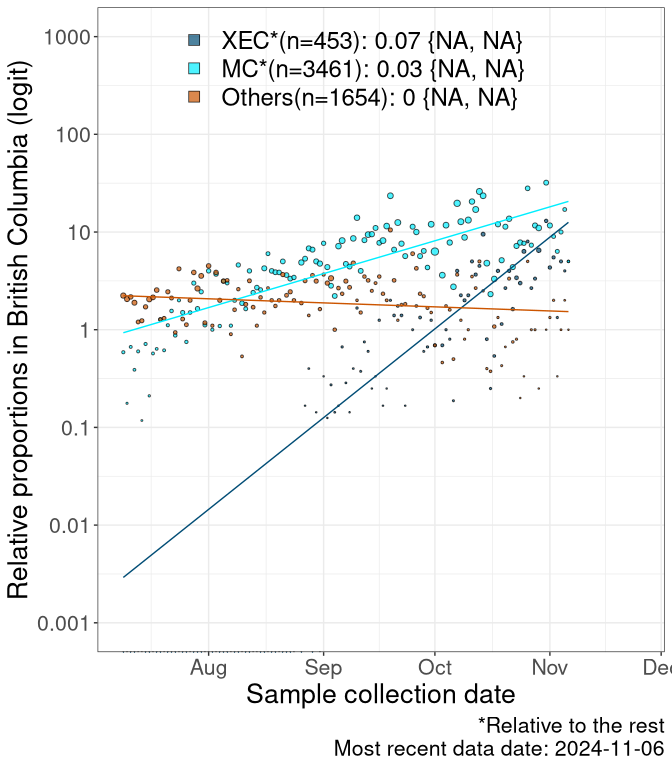 1000
100
10
1
0.1
0.01
0.001
Relative proportions in British Columbia (logit)
XEC*(n=453): 0.07 {NA, NA}
MC*(n=3461): 0.03 {NA, NA}
Others(n=1654): 0 {NA, NA}
Aug Sep Oct Nov Dec
Sample collection date
*Relative to the rest
Most recent data date: 2024-11-06